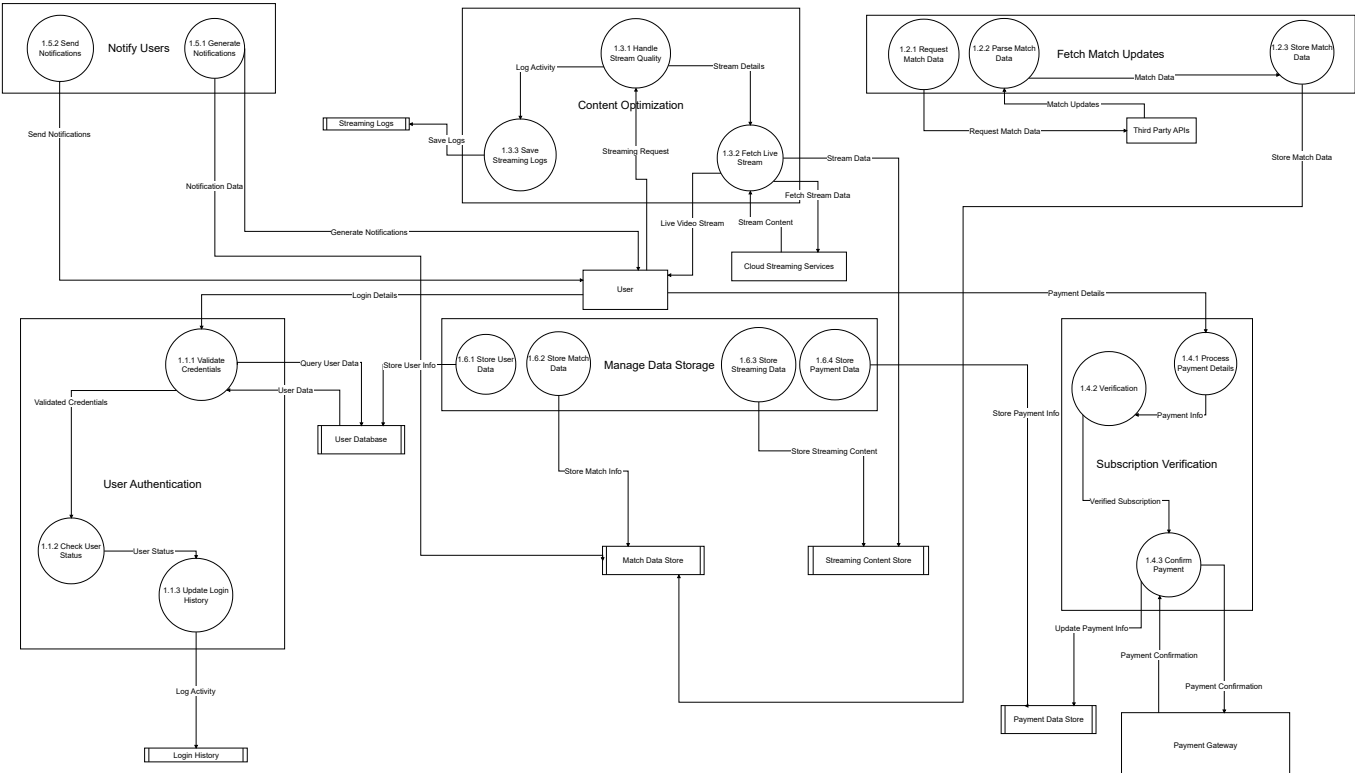 1.5.2 Send
Notifications
Notify Users
1.5.1 Generate
Notifications
1.3.1 Handle
Stream Quality
Log Activity
Stream Details
Content Optimization
1.2.1 Request
Match Data
1.2.2 Parse Match
Data
Fetch Match Updates
1.2.3 Store Match
Data
Match Data
Match Updates
Request Match Data
Third Party APIs
Send Notifications
Streaming Logs
Save Logs
1.3.3 Save
Streaming Logs
Streaming Request
1.3.2 Fetch Live
Stream
Stream Data
Store Match Data
Notification Data
Fetch Stream Data
Live Video Stream
Stream Content
Generate Notifications
Cloud Streaming Services
User
Login Details
Payment Details
1.1.1 Validate
Credentials
Query User Data
User Data
Store User Info
1.6.1 Store User
Data
1.6.2 Store Match
Data
Manage Data Storage
1.6.3 Store
Streaming Data
1.6.4 Store
Payment Data
1.4.1 Process
Payment Details
1.4.2 Verification
Payment Info
Store Payment Info
Validated Credentials
User Database
Store Streaming Content
Store Match Info
Subscription Verification
User Authentication
Verified Subscription
1.1.2 Check User
Status
User Status
1.1.3 Update Login
History
Match Data Store
Streaming Content Store
1.4.3 Confirm
Payment
Update Payment Info
Payment Confirmation
Payment Confirmation
Log Activity
Payment Data Store
Payment Gateway
Login History